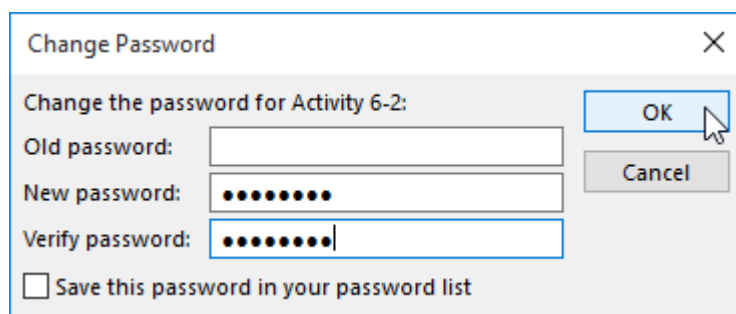 Change Password
Change the password for Activity 6-2:
OK
Old password:
Cancel
New password: ••••••••
Verify password: ••••••••
Save this password in your password list